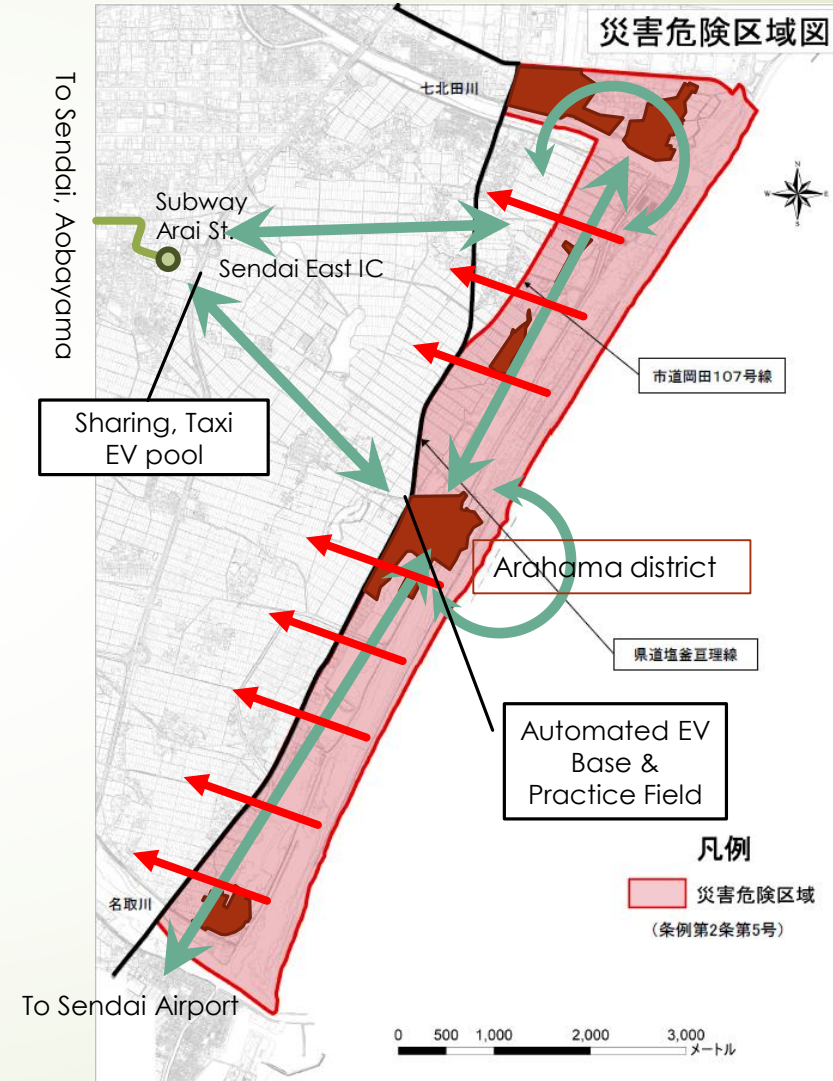 災害危険区域図
七北田川
To Sendai, Aobayama
N
W
E
S
Subway
Arai St.
Sendai East IC
市道岡田107号線
Sharing, Taxi
EV pool
Arahama district
県道塩釜亘理線
Automated EV
Base &
Practice Field
凡例
災害危険区域
(条例第2条第5号)
名取川
To Sendai Airport
0 500 1,000 2,000 3,000
メートル